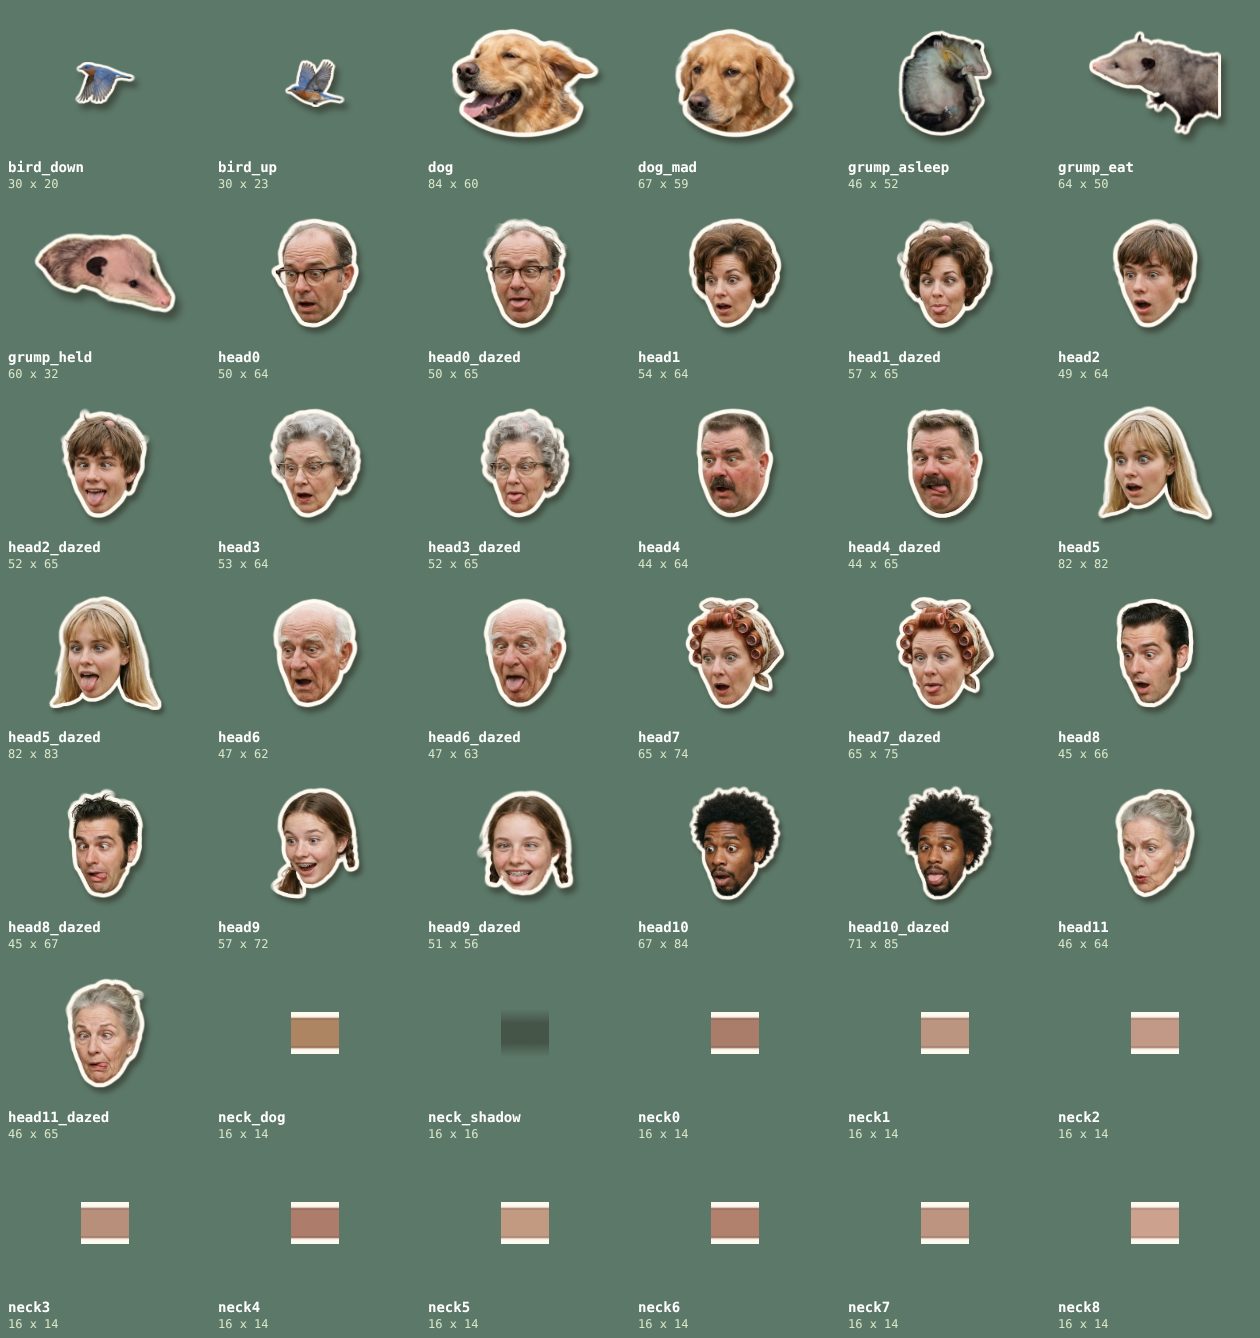 bird_down
30 x 20
bird_up
30 x 23
dog
84 x 60
dog_mad
67 x 59
grump_asleep
46 x 52
grump_eat
64 x 50
grump_held
60 x 32
head0
50 x 64
head0_dazed
50 x 65
head1
54 x 64
head1_dazed
57 x 65
head2
49 x 64
head2_dazed
52 x 65
head3
53 x 64
head3_dazed
52 x 65
head4
44 x 64
head4_dazed
44 x 65
head5
82 x 82
head5_dazed
82 x 83
head6
47 x 62
head6_dazed
47 x 63
head7
65 x 74
head7_dazed
65 x 75
head8
45 x 66
head8_dazed
45 x 67
head9
57 x 72
head9_dazed
51 x 56
head10
67 x 84
head10_dazed
71 x 85
head11
46 x 64
head11_dazed
46 x 65
neck_dog
16 x 14
neck_shadow
16 x 16
neck0
16 x 14
neck1
16 x 14
neck2
16 x 14
neck3
16 x 14
neck4
16 x 14
neck5
16 x 14
neck6
16 x 14
neck7
16 x 14
neck8
16 x 14